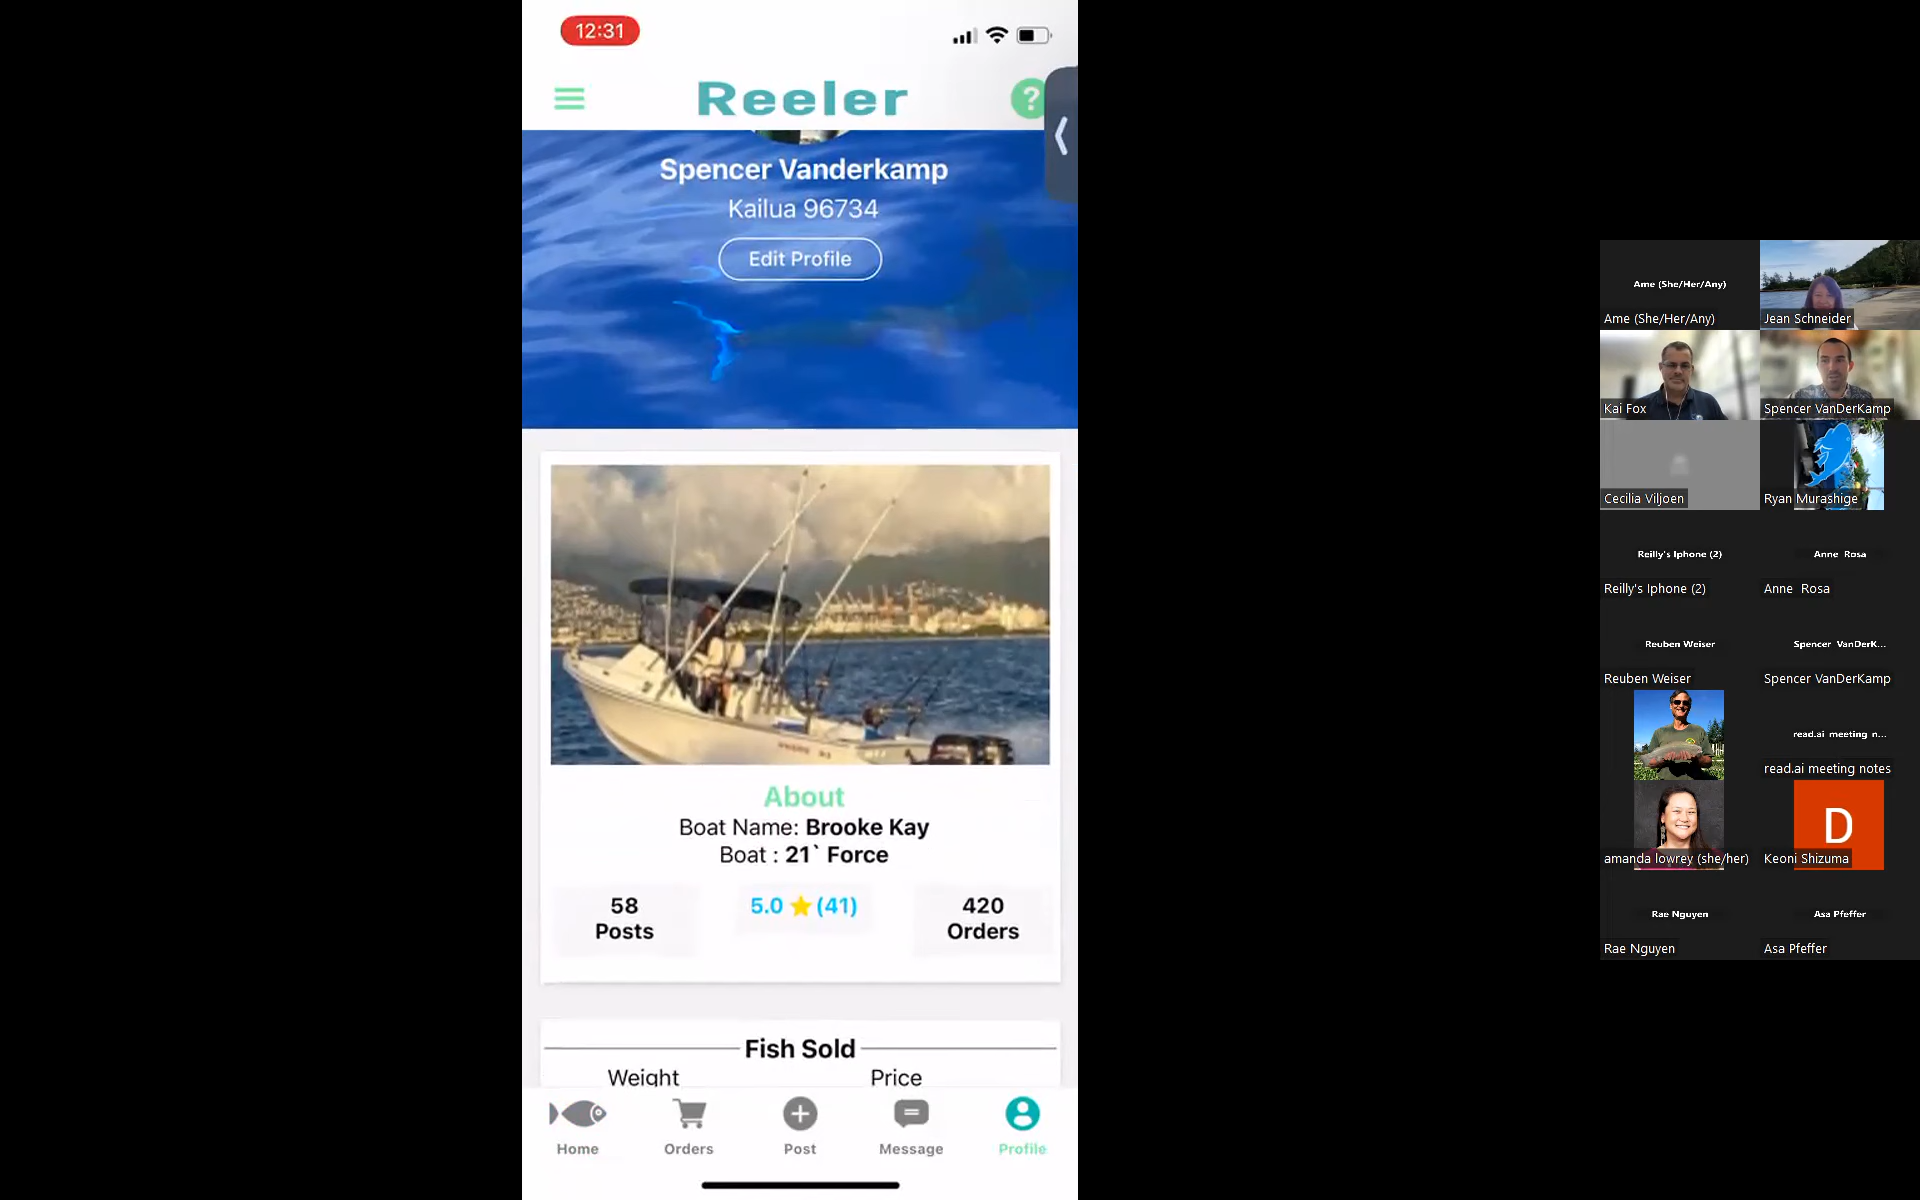 12:31
Reeler
?
Spencer Vanderkamp
Kailua 96734
Edit Profile
About
Boat Name: Brooke Kay
Boat : 21` Force
58
Posts
5.0 (41)
420
Orders
Fish Sold
Weight
Price
Home
Orders
Post
Message
Profile
Ame (She/Her/Any)
Ame (She/Her/Any)
Jean Schneider
Kai Fox
Spencer VanDerKamp
Cecilia Viljoen
Ryan Murashige
Reilly's Iphone (2)
Reilly's Iphone (2)
Anne Rosa
Anne Rosa
Reuben Weiser
Reuben Weiser
Spencer VanDerK...
Spencer VanDerKamp
read.ai meeting n...
read.ai meeting notes
amanda lowrey (she/her)
D
Keoni Shizuma
Rae Nguyen
Rae Nguyen
Asa Pfeffer
Asa Pfeffer